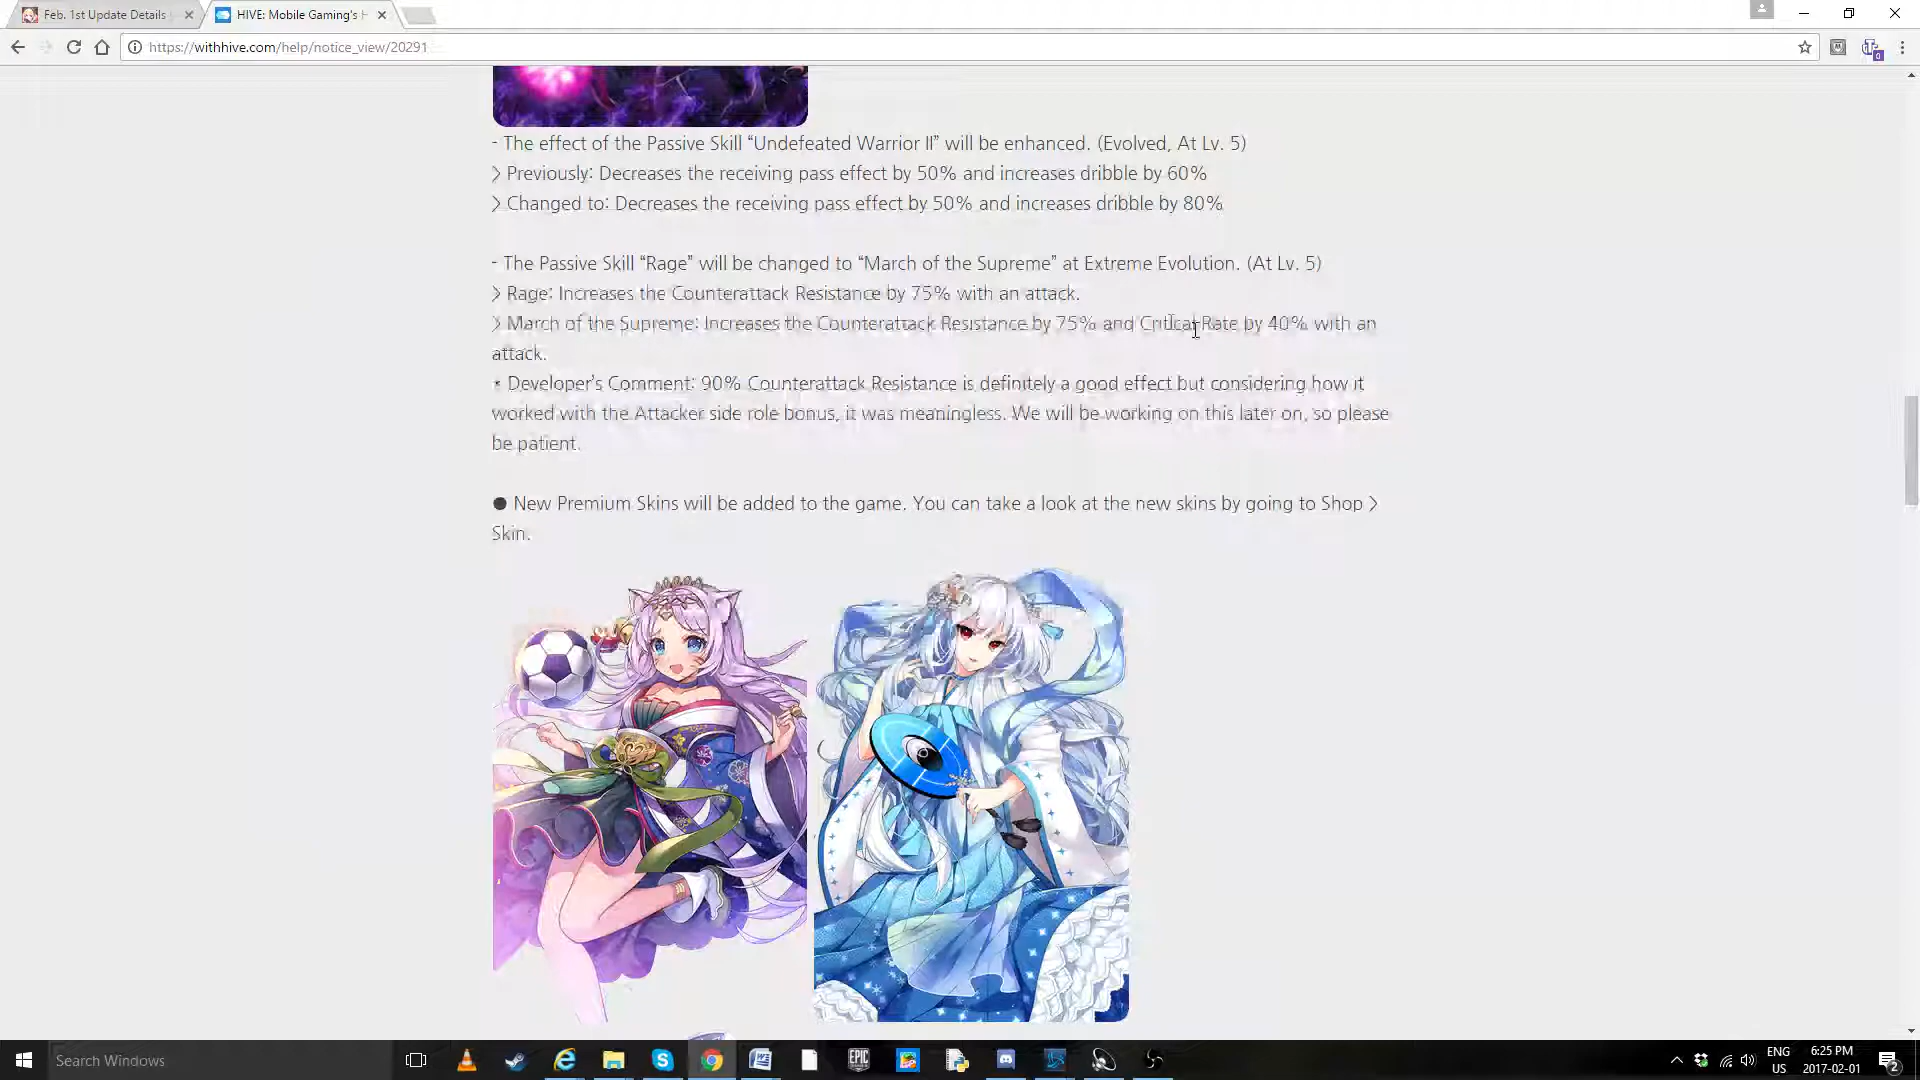 Feb. 1st Update Details
HIVE: Mobile Gaming's H
https://withhive.com/help/notice_view/20291
- The effect of the Passive Skill “Undefeated Warrior II” will be enhanced. (Evolved, At Lv. 5)
> Previously: Decreases the receiving pass effect by 50% and increases dribble by 60%
> Changed to: Decreases the receiving pass effect by 50% and increases dribble by 80%
- The Passive Skill “Rage” will be changed to “March of the Supreme” at Extreme Evolution. (At Lv. 5)
> Rage: Increases the Counterattack Resistance by 75% with an attack.
> March of the Supreme: Increases the Counterattack Resistance by 75% and Critical Rate by 40% with an
attack.
* Developer’s Comment: 90% Counterattack Resistance is definitely a good effect but considering how it
worked with the Attacker side role bonus, it was meaningless. We will be working on this later on, so please
be patient.
● New Premium Skins will be added to the game. You can take a look at the new skins by going to Shop >
Skin.
Search Windows
EPIC
GAMES
ENG
US
6:25 PM
2017-02-01
2